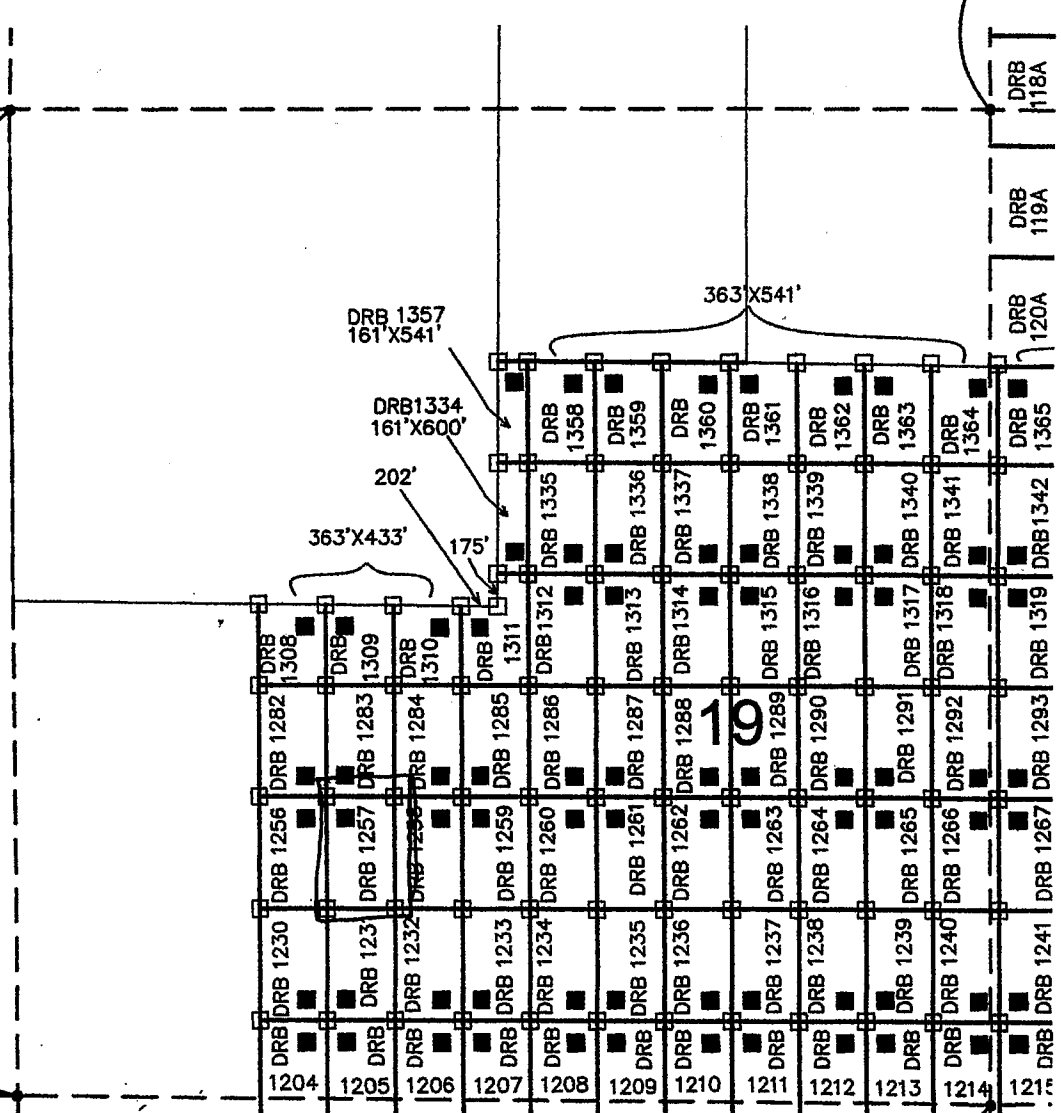 DRB
118A
DRB
119A
DRB
120A
363'X541'
DRB 1357
161'X541'
DRB1334
161'X600'
202'
363'X433'
175'
DRB
1358
DRB
1359
DRB
1360
DRB
1361
DRB
1362
DRB
1363
DRB
1364
DRB
1365
DRB 1335
DRB 1336
DRB 1337
DRB 1338
DRB 1339
DRB 1340
DRB 1341
DRB1342
DRB
1308
DRB
1309
DRB
1310
DRB
1311
DRB1312
DRB 1313
DRB 1314
DRB 1315
DRB 1316
DRB 1317
DRB 1318
DRB 1319
DRB 1282
DRB 1283
DRB 1284
DRB 1285
DRB 1286
DRB 1287
DRB 1288
19
DRB 1289
DRB 1290
DRB 1291
DRB 1292
DRB 1293
DRB 1256
DRB 1257
DRB 1258
DRB 1259
DRB 1260
DRB 1261
DRB 1262
DRB 1263
DRB 1264
DRB 1265
DRB 1266
DRB 1267
DRB 1230
DRB 1231
DRB 1232
DRB 1233
DRB 1234
DRB 1235
DRB 1236
DRB 1237
DRB 1238
DRB 1239
DRB 1240
DRB 1241
DRB
1204
DRB
1205
DRB
1206
DRB
1207
DRB
1208
DRB
1209
DRB
1210
DRB
1211
DRB
1212
DRB
1213
DRB
1214
DRB
1215